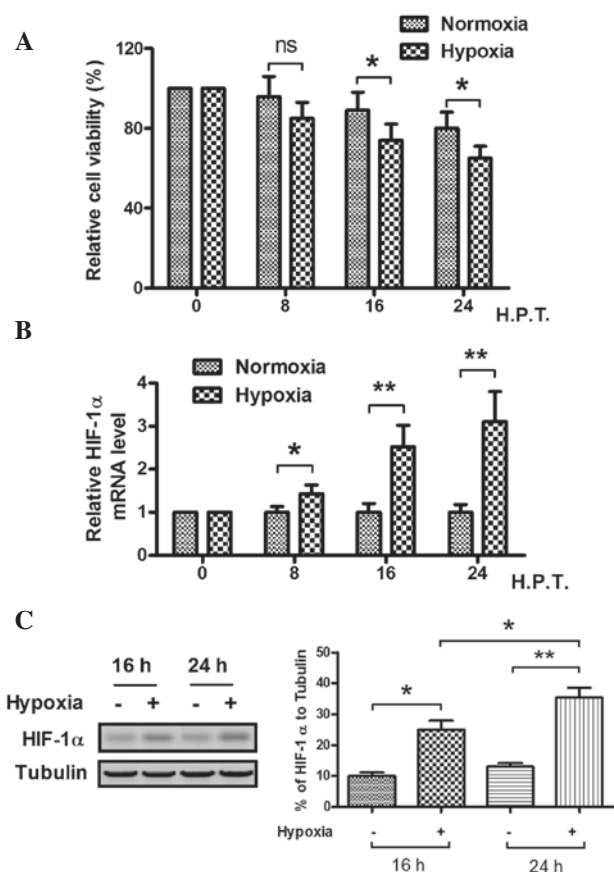 A
Normoxia
Hypoxia
Relative cell viability (%)
120
80
40
0
ns
*
*
0 8 16 24
H.P.T.
B
Normoxia
Hypoxia
Relative HIF-1α
mRNA level
4
3
2
1
0
*
**
**
0 8 16 24
H.P.T.
C
16 h 24 h
Hypoxia - + - +
HIF-1α
Tubulin
% of HIF-1 α to Tubulin
50
40
30
20
10
0
*
*
**
Hypoxia - + - +
16 h 24 h